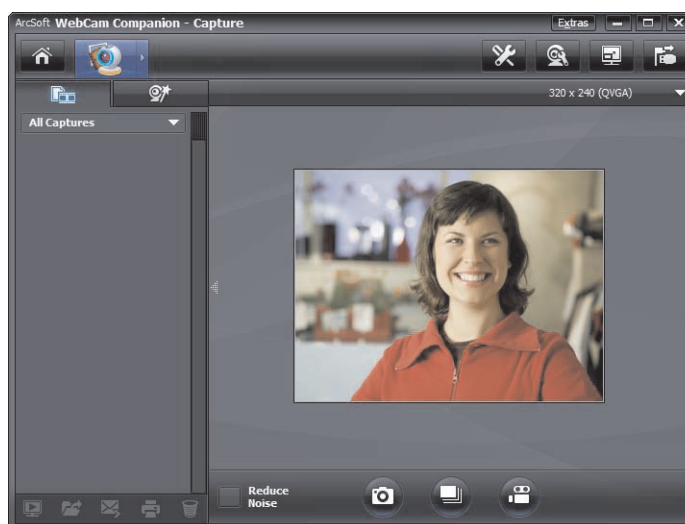 ArcSoft WebCam Companion - Capture
Extras
320 x 240 (QVGA)
All Captures
Reduce
Noise